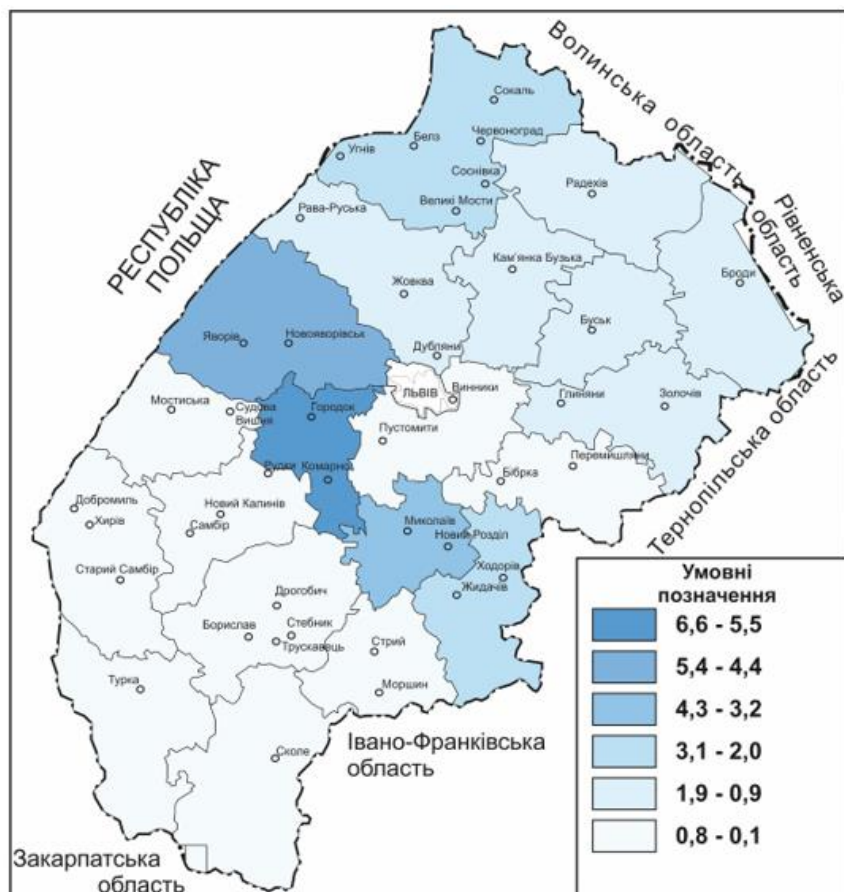 Волинська область
Сокаль
Белз
Червоноград
Угнів
Соснівка
Радехів
Великі Мости
РЕСПУБЛІКА
ПОЛЬЩА
Рава-Руська
Рівненська
область
Кам'янка Бузька
Броди
Жовква
Буськ
Яворів
Новояворівськ
Дубляни
ЛЬВІВ
Винники
Глиняни
Золочів
Мостиська
Судова
Вишня
Городок
Пустомити
Тернопільська область
Рудки
Комарно
Бібрка
Перемишляни
Добромиль
Хирів
Новий Калинів
Самбір
Миколаїв
Новий Розділ
Старий Самбір
Ходорів
Жидачів
Дрогобич
Борислав
Стебник
Трускавець
Стрий
Турка
Моршин
Сколе
Івано-Франківська
область
Закарпатська
область
Умовні
позначення
6,6 - 5,5
5,4 - 4,4
4,3 - 3,2
3,1 - 2,0
1,9 - 0,9
0,8 - 0,1